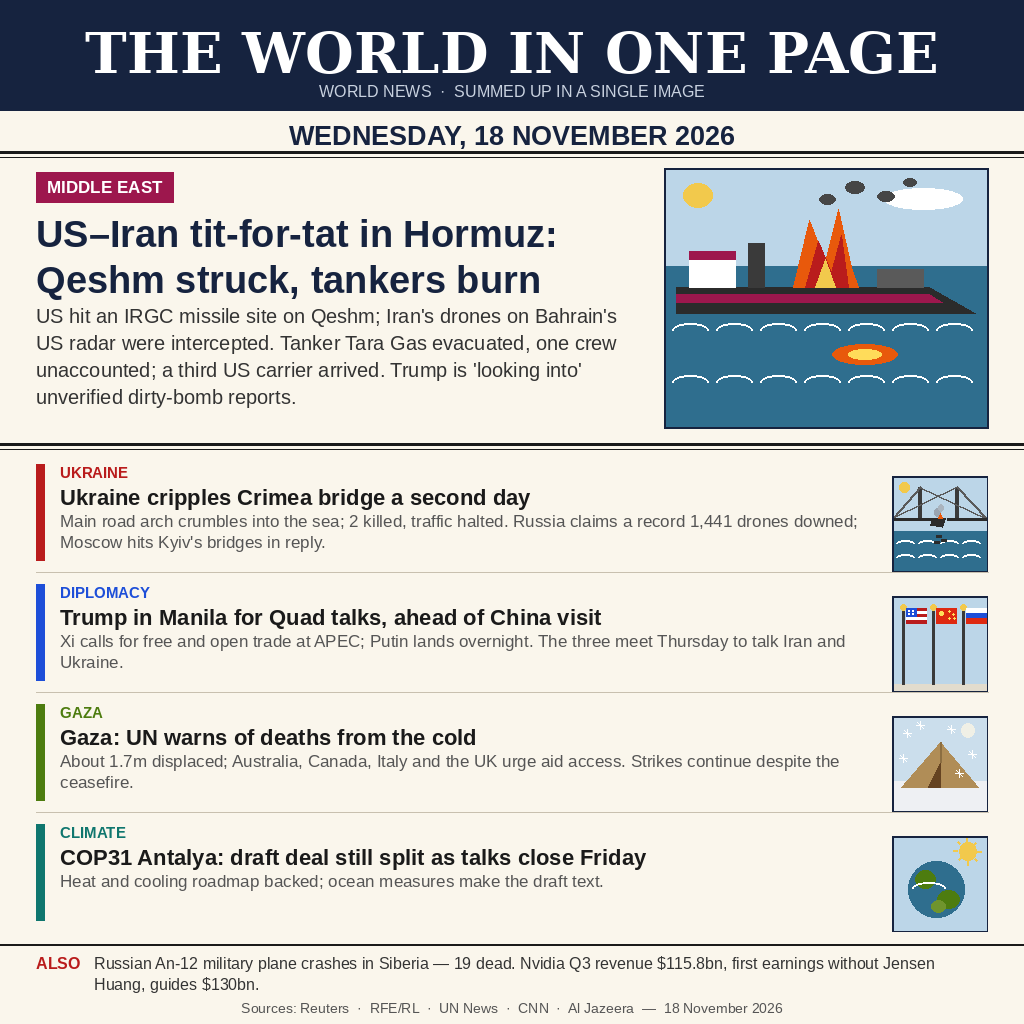 THE WORLD IN ONE PAGE
WORLD NEWS · SUMMED UP IN A SINGLE IMAGE
WEDNESDAY, 18 NOVEMBER 2026
MIDDLE EAST
US–Iran tit-for-tat in Hormuz:
Qeshm struck, tankers burn
US hit an IRGC missile site on Qeshm; Iran's drones on Bahrain's
US radar were intercepted. Tanker Tara Gas evacuated, one crew
unaccounted; a third US carrier arrived. Trump is 'looking into'
unverified dirty-bomb reports.
UKRAINE
Ukraine cripples Crimea bridge a second day
Main road arch crumbles into the sea; 2 killed, traffic halted. Russia claims a record 1,441 drones downed;
Moscow hits Kyiv's bridges in reply.
DIPLOMACY
Trump in Manila for Quad talks, ahead of China visit
Xi calls for free and open trade at APEC; Putin lands overnight. The three meet Thursday to talk Iran and
Ukraine.
GAZA
Gaza: UN warns of deaths from the cold
About 1.7m displaced; Australia, Canada, Italy and the UK urge aid access. Strikes continue despite the
ceasefire.
CLIMATE
COP31 Antalya: draft deal still split as talks close Friday
Heat and cooling roadmap backed; ocean measures make the draft text.
ALSO Russian An-12 military plane crashes in Siberia — 19 dead. Nvidia Q3 revenue $115.8bn, first earnings without Jensen
Huang, guides $130bn.
Sources: Reuters · RFE/RL · UN News · CNN · Al Jazeera — 18 November 2026